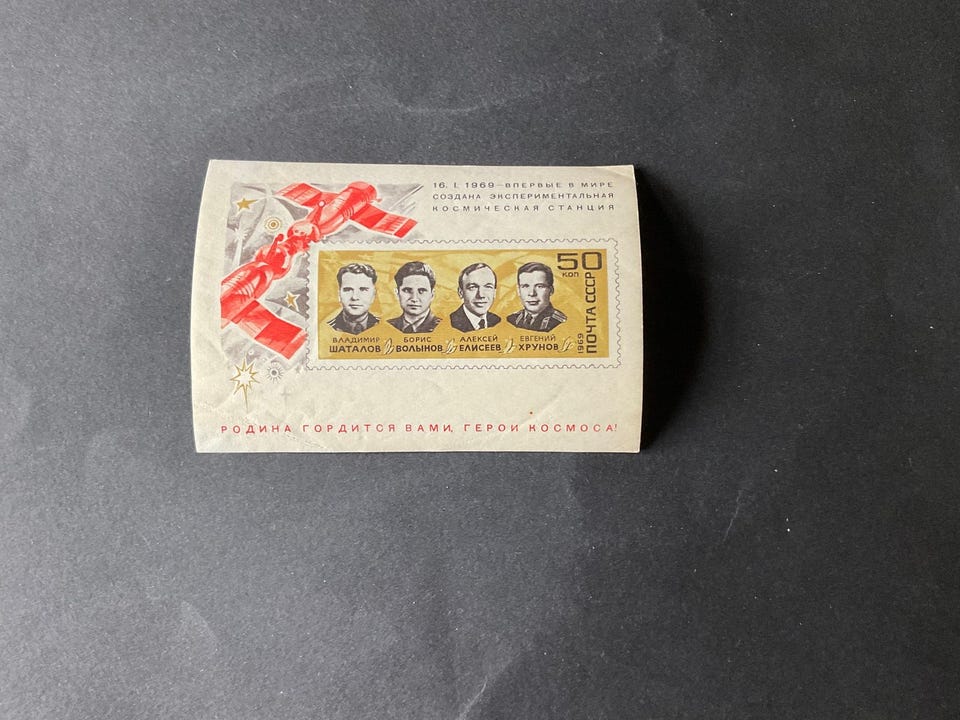 16. I. 1969—ВПЕРВЫЕ В МИРЕ
СОЗДАНА ЭКСПЕРИМЕНТАЛЬНАЯ
КОСМИЧЕСКАЯ СТАНЦИЯ
50
КОП
ПОЧТА СССР
1969
ВЛАДИМИР
ШАТАЛОВ
БОРИС
ВОЛЫНОВ
АЛЕКСЕЙ
ЕЛИСЕЕВ
ЕВГЕНИЙ
ХРУНОВ
РОДИНА ГОРДИТСЯ ВАМИ, ГЕРОИ КОСМОСА!